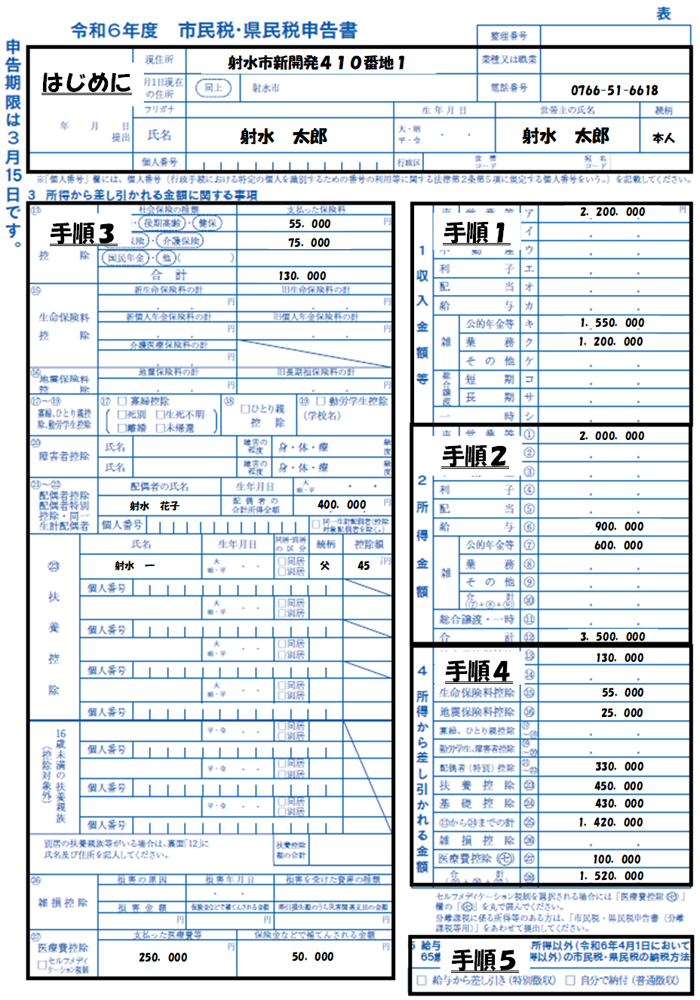 表
令和6年度 市民税・県民税申告書
整理番号
申告期限は3月15日です。
はじめに
現住所 射水市新開発410番地1 業種又は職業
月1日現在の住所 同上 射水市 電話番号 0766-51-6618
年 月 日提出
フリガナ 生年月日 世帯主の氏名 続柄
氏名 射水 太郎 大・昭 平・令 射水 太郎 本人
個人番号 行政区 世帯コード 宛名コード
※「個人番号」欄には、個人番号(行政手続における特定の個人を識別するための番号の利用等に関する法律第2条第5項に規定する個人番号をいう。)を記載してください。
3 所得から差し引かれる金額に関する事項
手順3
⑬ 社会保険の種類 支払った保険料
・後期高齢・健保 55.000 円
保険・介護保険 75.000
控除 国民年金・他( )
合計 130.000
⑮ 生命保険料控除
新生命保険料の計 旧生命保険料の計
円 円
新個人年金保険料の計 旧個人年金保険料の計
円 円
介護医療保険料の計
円
⑯ 地震保険料控除 地震保険料の計 旧長期損保険料の計
円 円
⑰~⑲ 寡婦、ひとり親控除、勤労学生控除
⑰ □ 寡婦控除
□死別 □生死不明
□離婚 □未帰還
⑱ □ひとり親控除
⑲ □ 勤労学生控除
(学校名)
⑳ 障害者控除
氏名 障害の程度 身・体・療 級度
氏名 障害の程度 身・体・療 級度
㉑~㉒ 配偶者控除 配偶者特別控除・同一生計配偶者
配偶者の氏名 生年月日 大 昭・平
射水 花子 配偶者の合計所得金額 400.000 円
個人番号 □同一生計配偶者(控除対象配偶者を除く。)
㉓ 扶養控除
氏名 生年月日 同居・別居の区分 続柄 控除額
射水 一 大 昭・平 □同居 □別居 父 45 万円
個人番号
大 昭・平 □同居 □別居
個人番号
大 昭・平 □同居 □別居
個人番号
大 昭・平 □同居 □別居
個人番号
16歳未満の扶養親族(控除対象外)
平・令 □同居 □別居
個人番号
平・令 □同居 □別居
個人番号
平・令 □同居 □別居
個人番号
別居の扶養親族等がいる場合は、裏面「12」に
氏名及び住所を記入してください。
扶養控除額の合計
㉖ 雑損控除
損害の原因 損害年月日 損害を受けた資産の種類
損害金額 保険金などで補てんされる金額 差引損失額のうち災害関連支出の金額
円 円 円
㉗ 医療費控除
□セルフメディケーション税制
支払った医療費等 保険金などで補てんされる金額
250.000 円 50.000 円
手順1
1 収入金額等
営業等 ア 2.200.000 円
イ
不動産 ウ
利子 エ
配当 オ
給与 カ
雑
公的年金等 キ 1.550.000
業務 ク 1.200.000
その他 ケ
総合譲渡
短期 コ
長期 サ
一時 シ
手順2
2 所得金額
営業等 ① 2.000.000
②
③
利子 ④
配当 ⑤
給与 ⑥ 900.000
雑
公的年金等 ⑦ 600.000
業務 ⑧
その他 ⑨
合計(⑦+⑧+⑨) ⑩
総合譲渡・一時 ⑪
合計 ⑫ 3.500.000
手順4
4 所得から差し引かれる金額
⑬ 130.000
⑭
生命保険料控除 ⑮ 55.000
地震保険料控除 ⑯ 25.000
寡婦、ひとり親控除 ⑰~⑱
勤労学生、障害者控除 ⑲~⑳
配偶者(特別)控除 ㉑~㉒ 330.000
扶養控除 ㉓ 450.000
基礎控除 ㉔ 430.000
⑬から㉔までの計 ㉕ 1.420.000
雑損控除 ㉖
医療費控除(㊆) ㉗ 100.000
合計 ㉘ 1.520.000
セルフメディケーション税制を選択される場合には「医療費控除㊆」
欄の「㊆」を丸で囲んでください。
分離課税に係る所得等のある方は、「市民税・県民税申告書(分離
課税等用)」をあわせて提出してください。
手順5
5 給与 所得以外(令和6年4月1日において
65歳 得以外)の市民税・県民税の納税方法
□ 給与から差し引き(特別徴収) □ 自分で納付(普通徴収)